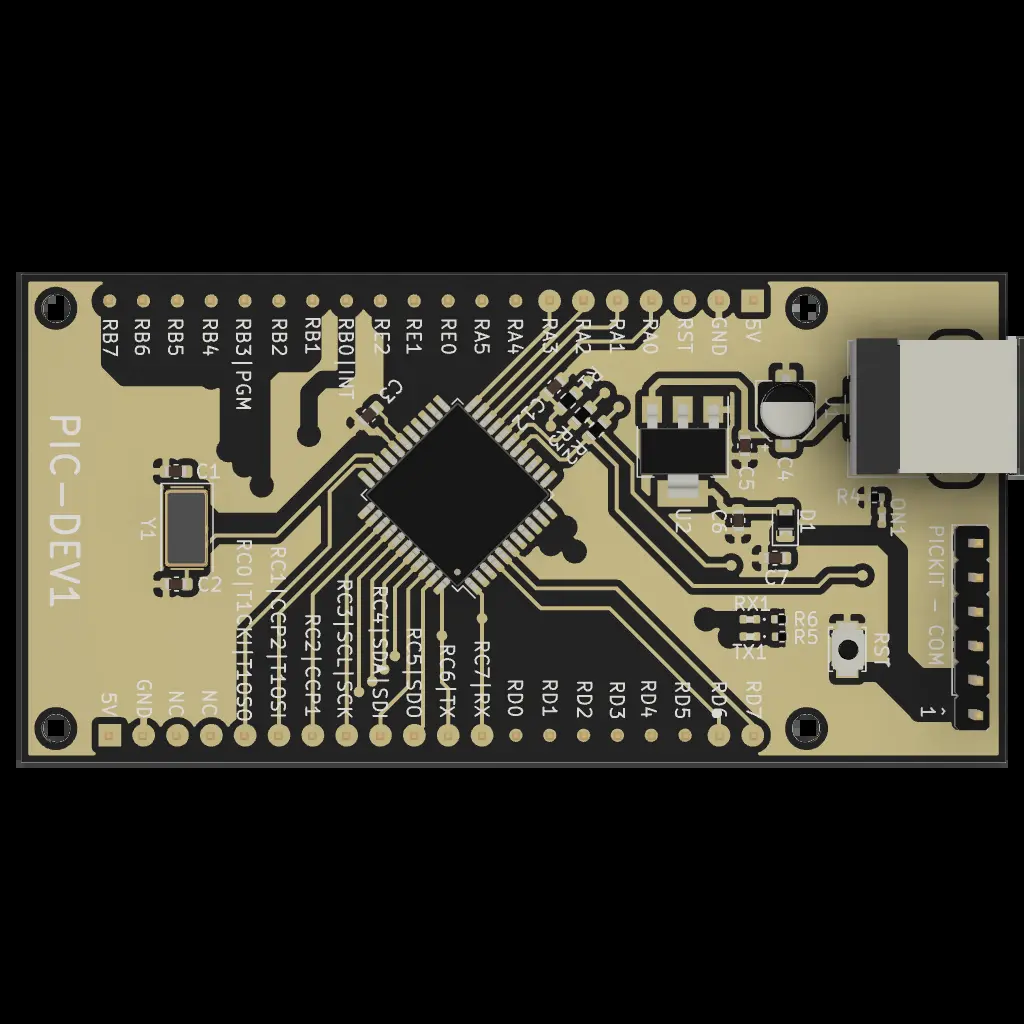 RB7
RB6
RB5
RB4
RB3|PGM
RB2
RB1
RB0|INT
RE2
RE1
RE0
RA5
RA4
RA3
RA2
RA1
RA0
RST
GND
5V
PIC-DEV1
C1
Y1
C2
C3
U2
C5
C4
C6
D1
C7
R4
ON1
PICKIT-COM
1
RX1
R6
R5
TX1
RST
5V
GND
NC
NC
RC0|T1CKI|T1OSO
RC1|CCP2|T1OSI
RC2|CCP1
RC3|SCL|SCK
RC4|SDA|SDI
RC5|SDO
RC6|TX
RC7|RX
RD0
RD1
RD2
RD3
RD4
RD5
RD6
RD7